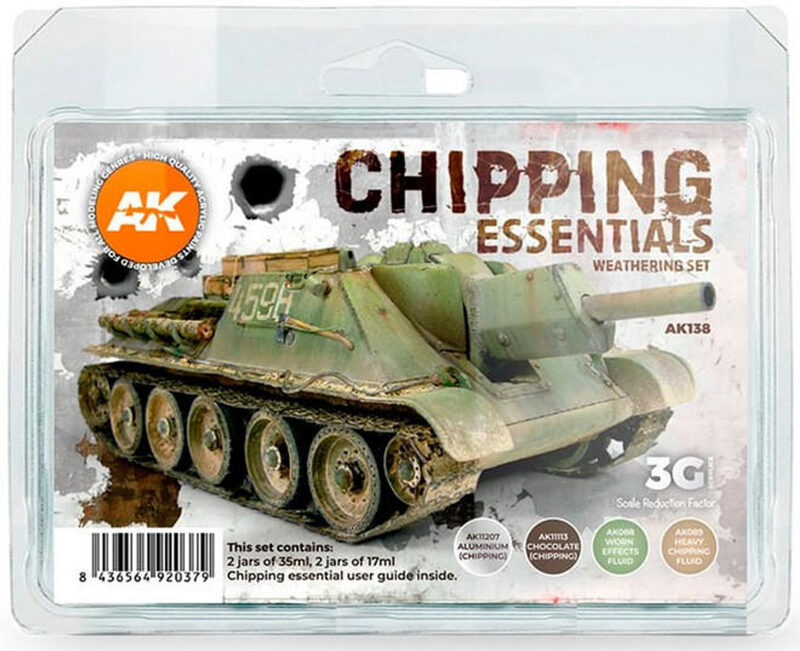 ALL MODELING GENRES * HIGH QUALITY ACRYLIC PAINTS DEVELOPED FOR
AK
CHIPPING
ESSENTIALS
WEATHERING SET
AK138
459
3G
Scale Reduction Factor
AK11207
ALUMINIUM
(CHIPPING)
AK11113
CHOCOLATE
(CHIPPING)
AK088
WORN
EFFECTS
FLUID
AK089
HEAVY
CHIPPING
FLUID
This set contains:
2 jars of 35ml, 2 jars of 17ml
Chipping essential user guide inside.
8 436564 920379